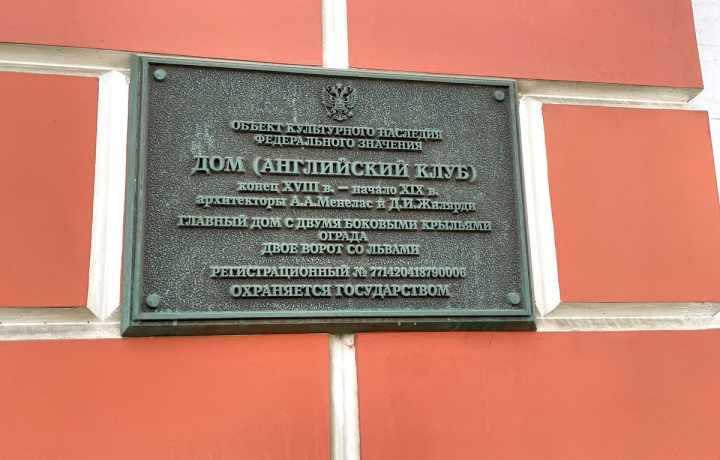 ОБЪЕКТ КУЛЬТУРНОГО НАСЛЕДИЯ
ФЕДЕРАЛЬНОГО ЗНАЧЕНИЯ
ДОМ (АНГЛИЙСКИЙ КЛУБ)
конец XVIII в. – начало XIX в.
архитекторы А.А.Менелас и Д.И.Жилярди
ГЛАВНЫЙ ДОМ С ДВУМЯ БОКОВЫМИ КРЫЛЬЯМИ
ОГРАДА
ДВОЕ ВОРОТ СО ЛЬВАМИ
РЕГИСТРАЦИОННЫЙ № 771420418790006
ОХРАНЯЕТСЯ ГОСУДАРСТВОМ